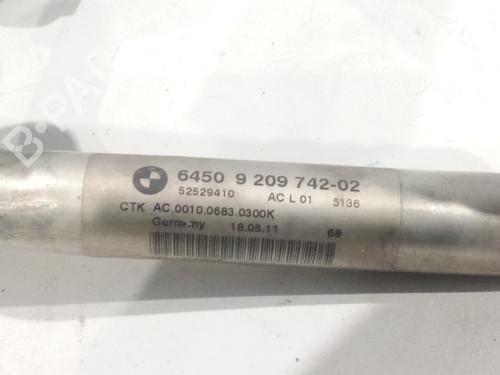 6450 9 209 742-02
52529410 AC L 01 5136
CTK AC.0010.0683.0300K
Germany 18.05.11 68